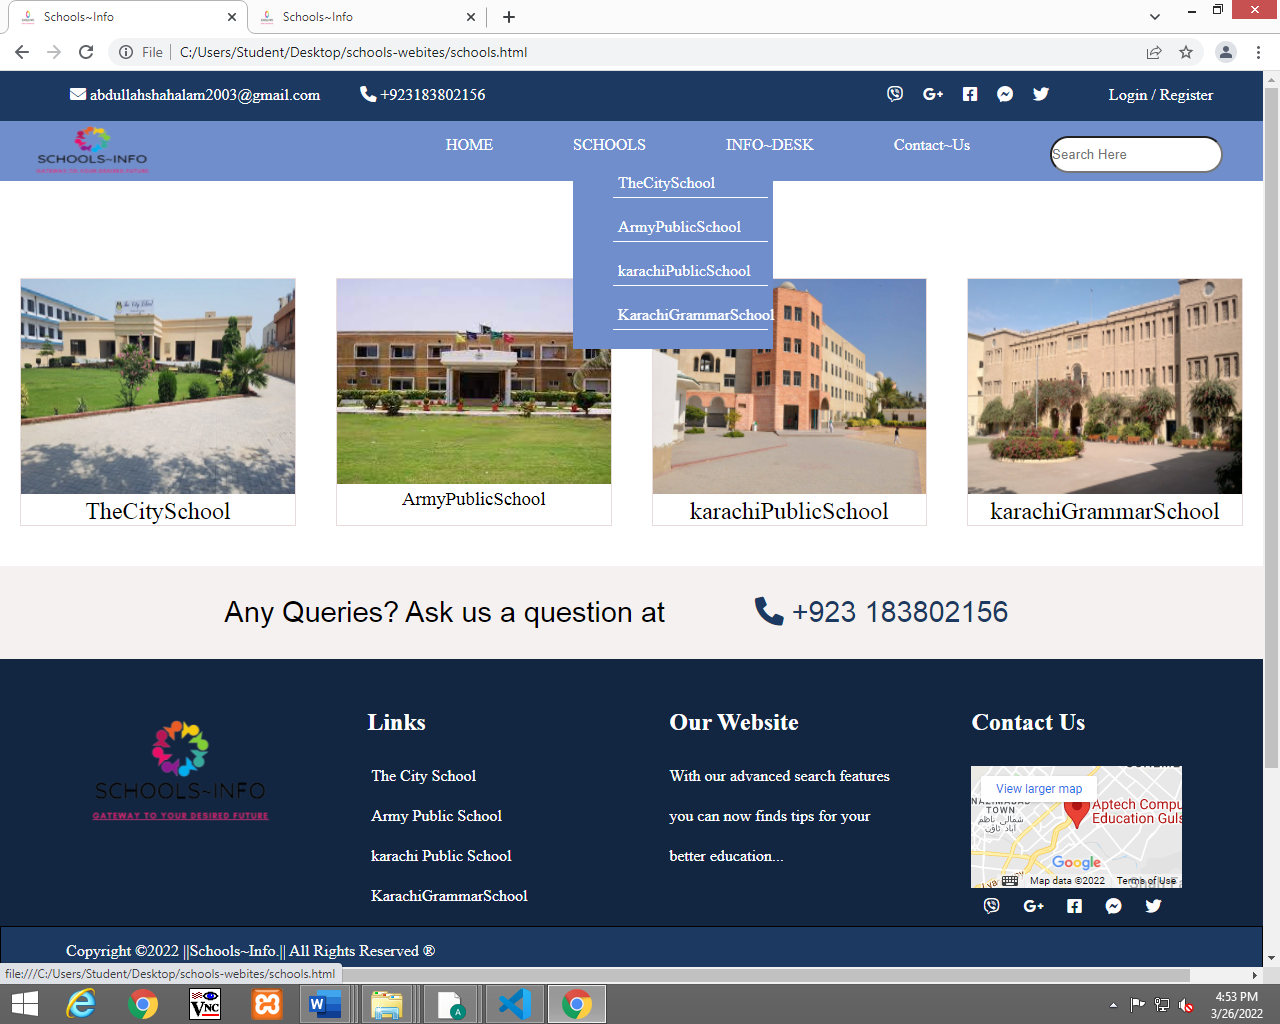 Schools~Info
Schools~Info
File C:/Users/Student/Desktop/schools-webites/schools.html
abdullahshahalam2003@gmail.com +923183802156 Login / Register
SCHOOLS~INFO
GATEWAY TO YOUR DESIRED FUTURE
HOME SCHOOLS INFO~DESK Contact~Us Search Here
TheCitySchool
ArmyPublicSchool
karachiPublicSchool
KarachiGrammarSchool
The City School
TheCitySchool ArmyPublicSchool karachiPublicSchool karachiGrammarSchool
Any Queries? Ask us a question at +923 183802156
SCHOOLS~INFO
GATEWAY TO YOUR DESIRED FUTURE
Links
The City School
Army Public School
karachi Public School
KarachiGrammarSchool
Our Website
With our advanced search features
you can now finds tips for your
better education...
Contact Us
View larger map
NAZIMABAD
TOWN
Aptech Compu
Education Guls
Google
Map data ©2022 Terms of Use
Copyright ©2022 ||Schools~Info.|| All Rights Reserved ®
file:///C:/Users/Student/Desktop/schools-webites/schools.html
VNC
4:53 PM
3/26/2022